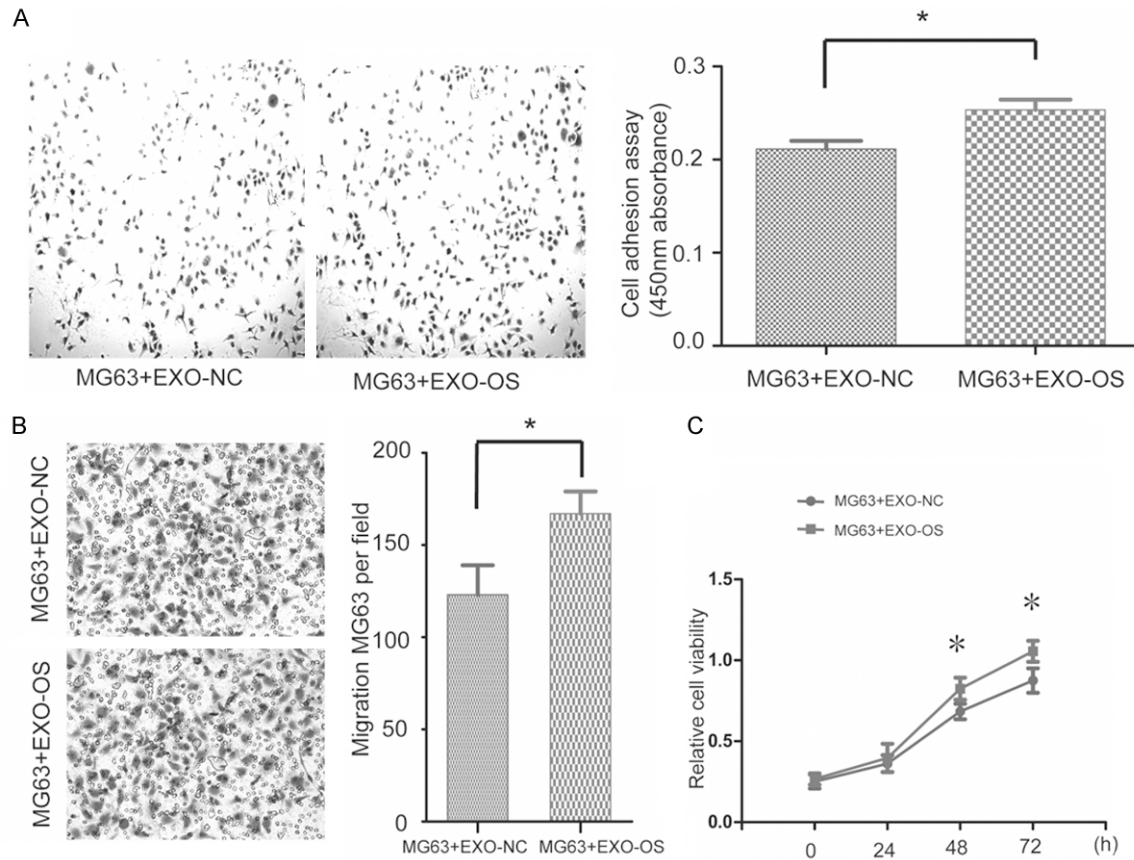 A
MG63+EXO-NC
MG63+EXO-OS
*
Cell adhesion assay
(450nm absorbance)
0.3
0.2
0.1
0.0
MG63+EXO-NC
MG63+EXO-OS
B
MG63+EXO-NC
MG63+EXO-OS
*
Migration MG63 per field
200
150
100
50
0
MG63+EXO-NC
MG63+EXO-OS
C
MG63+EXO-NC
MG63+EXO-OS
Relative cell viability
1.5
1.0
0.5
0.0
*
*
0 24 48 72 (h)